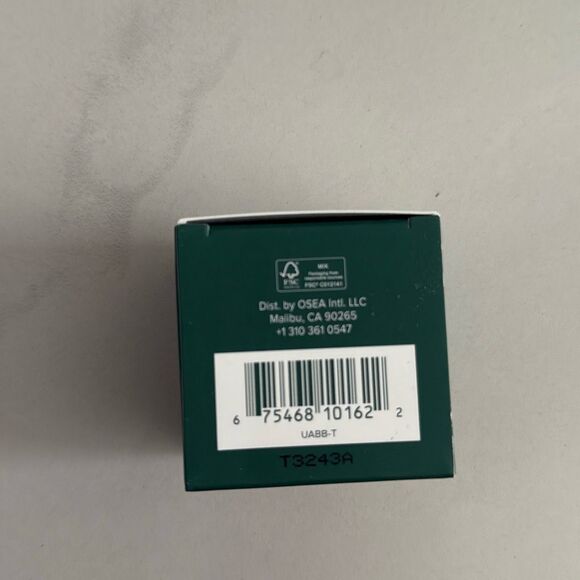 FSC
MIX
Packaging from
responsible sources
FSC® C012141
Dist. by OSEA Intl. LLC
Malibu, CA 90265
+1 310 361 0547
6 75468 10162 2
UABB-T
T3243A